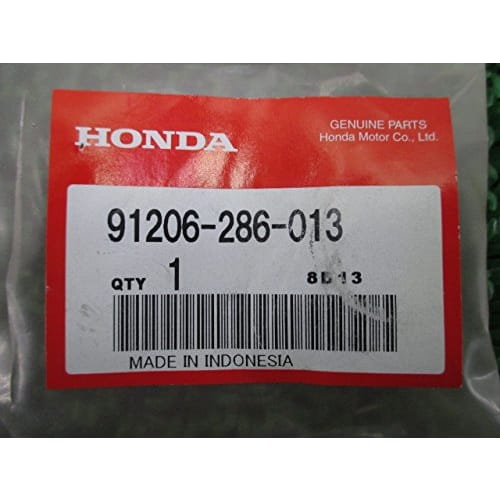 HONDA
GENUINE PARTS
Honda Motor Co., Ltd.
91206-286-013
QTY 1 8D13
MADE IN INDONESIA